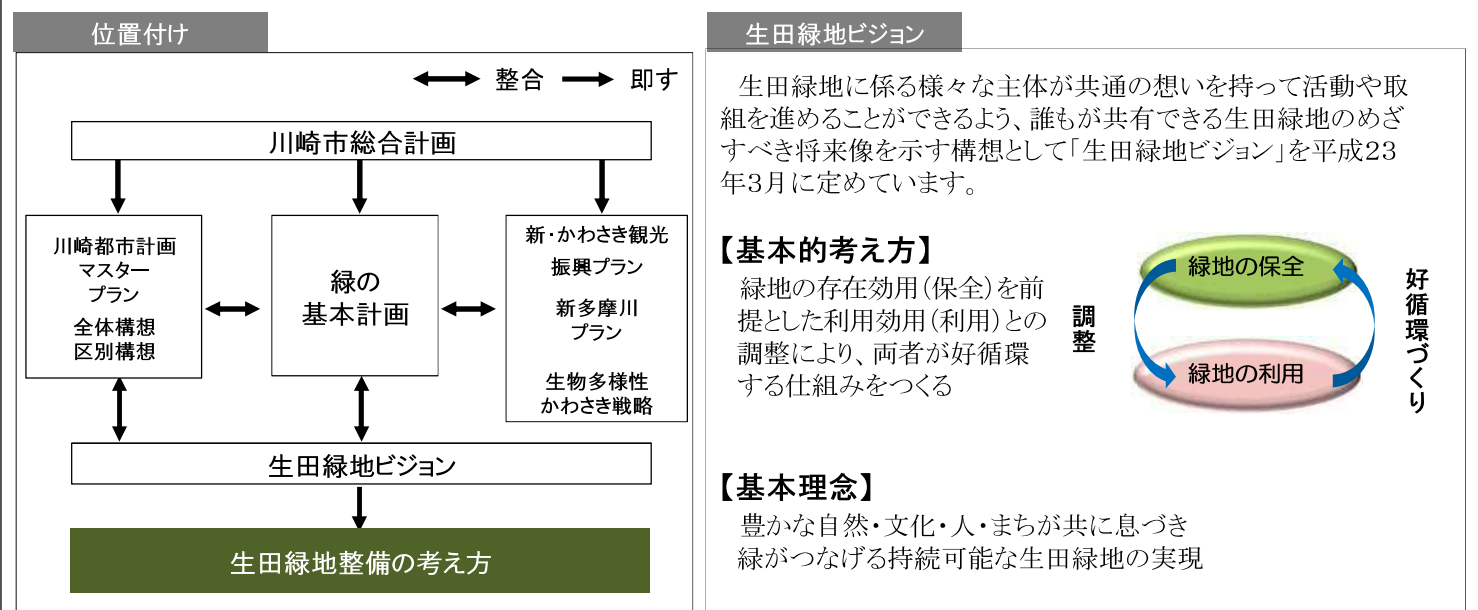 位置付け
整合
即す
川崎市総合計画
川崎都市計画
マスター
プラン
全体構想
区別構想
緑の
基本計画
新・かわさき観光
振興プラン
新多摩川
プラン
生物多様性
かわさき戦略
生田緑地ビジョン
生田緑地整備の考え方
生田緑地ビジョン
生田緑地に係る様々な主体が共通の想いを持って活動や取
組を進めることができるよう、誰もが共有できる生田緑地のめざ
すべき将来像を示す構想として「生田緑地ビジョン」を平成23
年3月に定めています。
【基本的考え方】
緑地の存在効用(保全)を前
提とした利用効用(利用)との
調整により、両者が好循環
する仕組みをつくる
調整
緑地の保全
緑地の利用
好循環づくり
【基本理念】
豊かな自然・文化・人・まちが共に息づき
緑がつなげる持続可能な生田緑地の実現